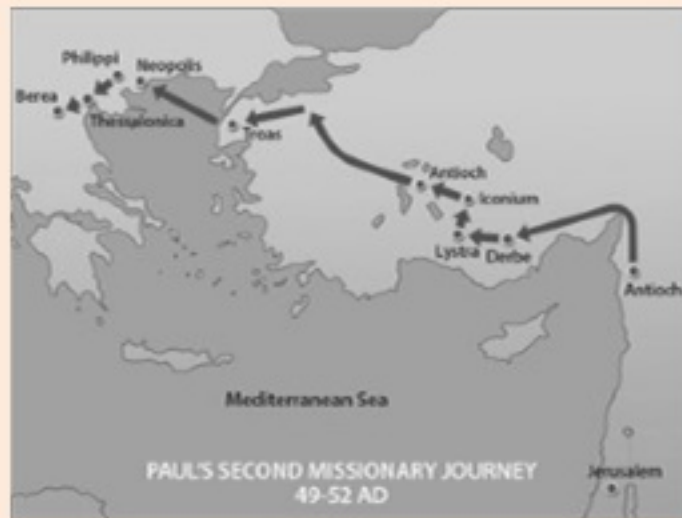 Philippi
Neopolis
Berea
Thessalonica
Troas
Antioch
Iconium
Lystra
Derbe
Antioch
Mediterranean Sea
PAUL'S SECOND MISSIONARY JOURNEY
49-52 AD
Jerusalem